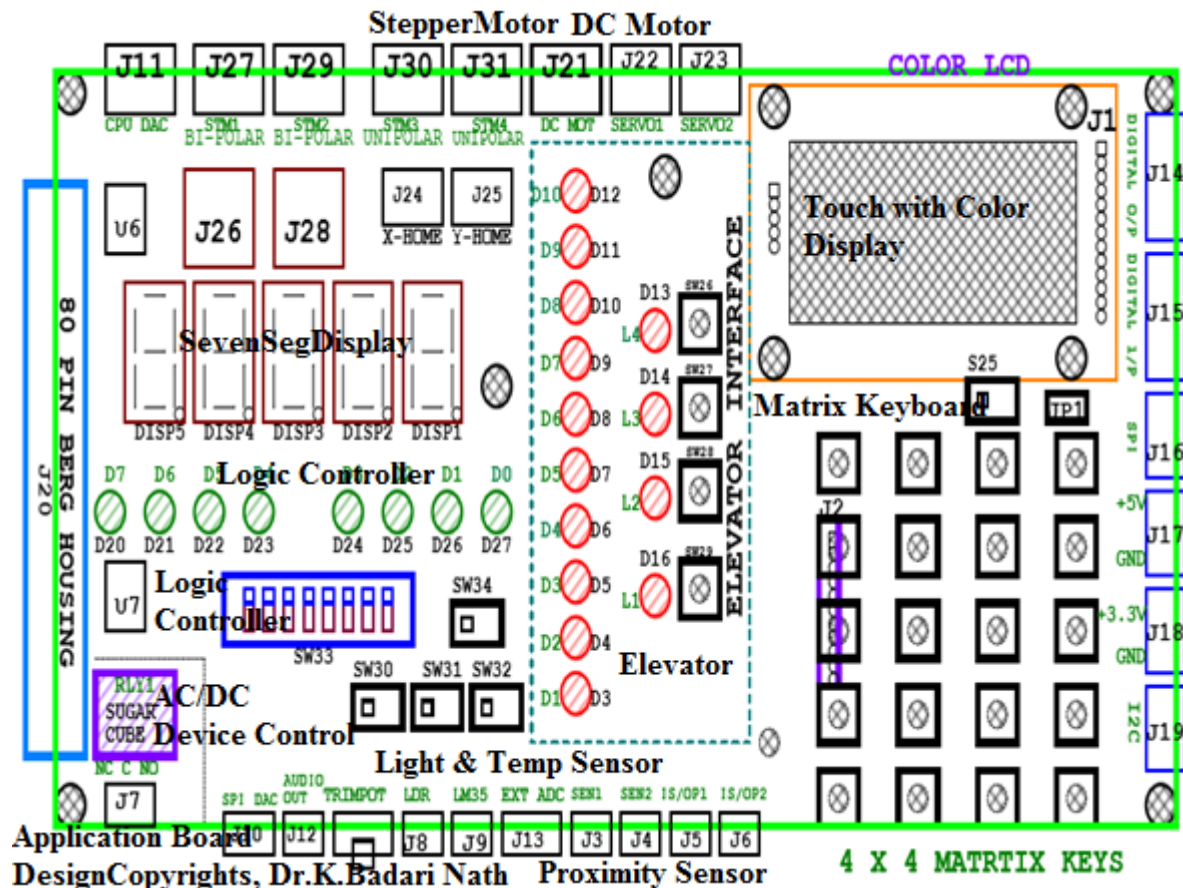 StepperMotor DC Motor
J11 J27 J29 J30 J31 J21 J22 J23
COLOR LCD
CPU DAC STM1 STM2 STM3 STM4 DC MOT SERVO1 SERVO2
BI-POLAR BI-POLAR UNIPOLAR UNIPOLAR
J1
DIGITAL O/P
J14
U6 J26 J28 J24 J25
X-HOME Y-HOME
D10 D12
D9 D11
D8 D10
D7 D9
D6 D8
D5 D7
D4 D6
D3 D5
D2 D4
D1 D3
Touch with Color
Display
DIGITAL I/P
J15
80 PIN BERG HOUSING
J20
SevenSegDisplay
DISP5 DISP4 DISP3 DISP2 DISP1
D13 SW26
L4
D14 SW27
L3
D15 SW28
L2
D16 SW29
L1
ELEVATOR INTERFACE
Elevator
S25
Matrix Keyboard
JP1
SPI
J16
Logic Controller
D7 D6 D5 D1 D0
D20 D21 D22 D23 D24 D25 D26 D27
J2
+5V
J17
GND
U7
Logic
Controller
SW33
SW34
+3.3V
J18
GND
SW30 SW31 SW32
RLY1
SUGAR
CUBE
AC/DC
Device Control
I2C
J19
NC C NO
J7
Light & Temp Sensor
SPI DAC AUDIO OUT TRIMPOT LDR LM35 EXT ADC SEN1 SEN2 IS/OP1 IS/OP2
J12 J8 J9 J13 J3 J4 J5 J6
Application Board
DesignCopyrights, Dr.K.Badari Nath
Proximity Sensor
4 X 4 MATRTIX KEYS